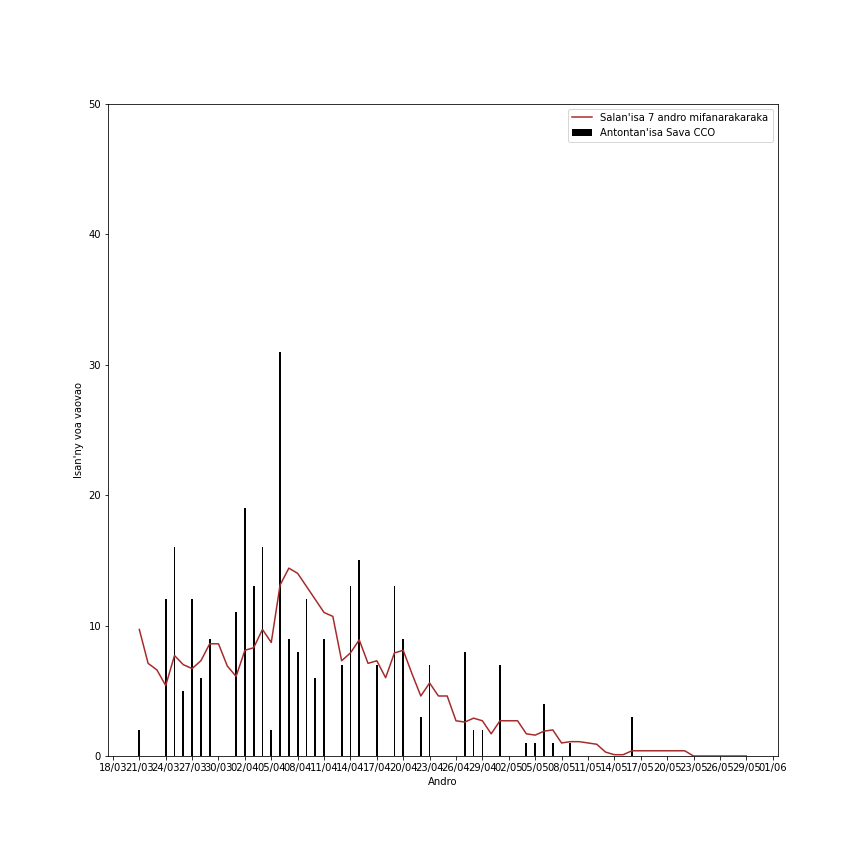 Salan'isa 7 andro mifanarakaraka
Antontan'isa Sava CCO
50
40
30
20
10
0
Isan'ny voa vaovao
18/03 21/03 24/03 27/03 30/03 02/04 05/04 08/04 11/04 14/04 17/04 20/04 23/04 26/04 29/04 02/05 05/05 08/05 11/05 14/05 17/05 20/05 23/05 26/05 29/05 01/06
Andro